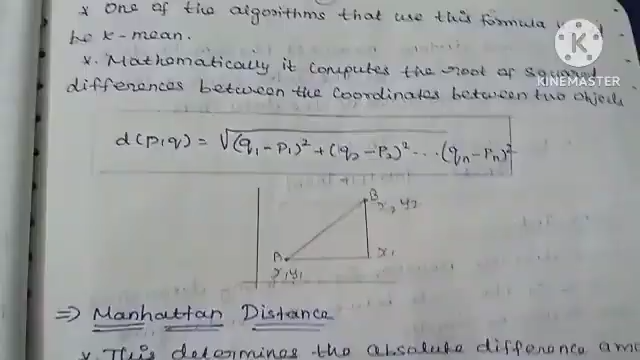 * One of the algorithms that use this formula
be k-mean.
*. Mathematically it computes the root of squared
differences between the coordinates between two objects
d(p,q) = √(q₁-p₁)² + (q₂-p₂)² ... (qn-pn)²
B
x₂ y₂
A
x₁ y₁
x₁
⇒ Manhattan Distance
*. This determines the absolute difference amo
KINEMASTER